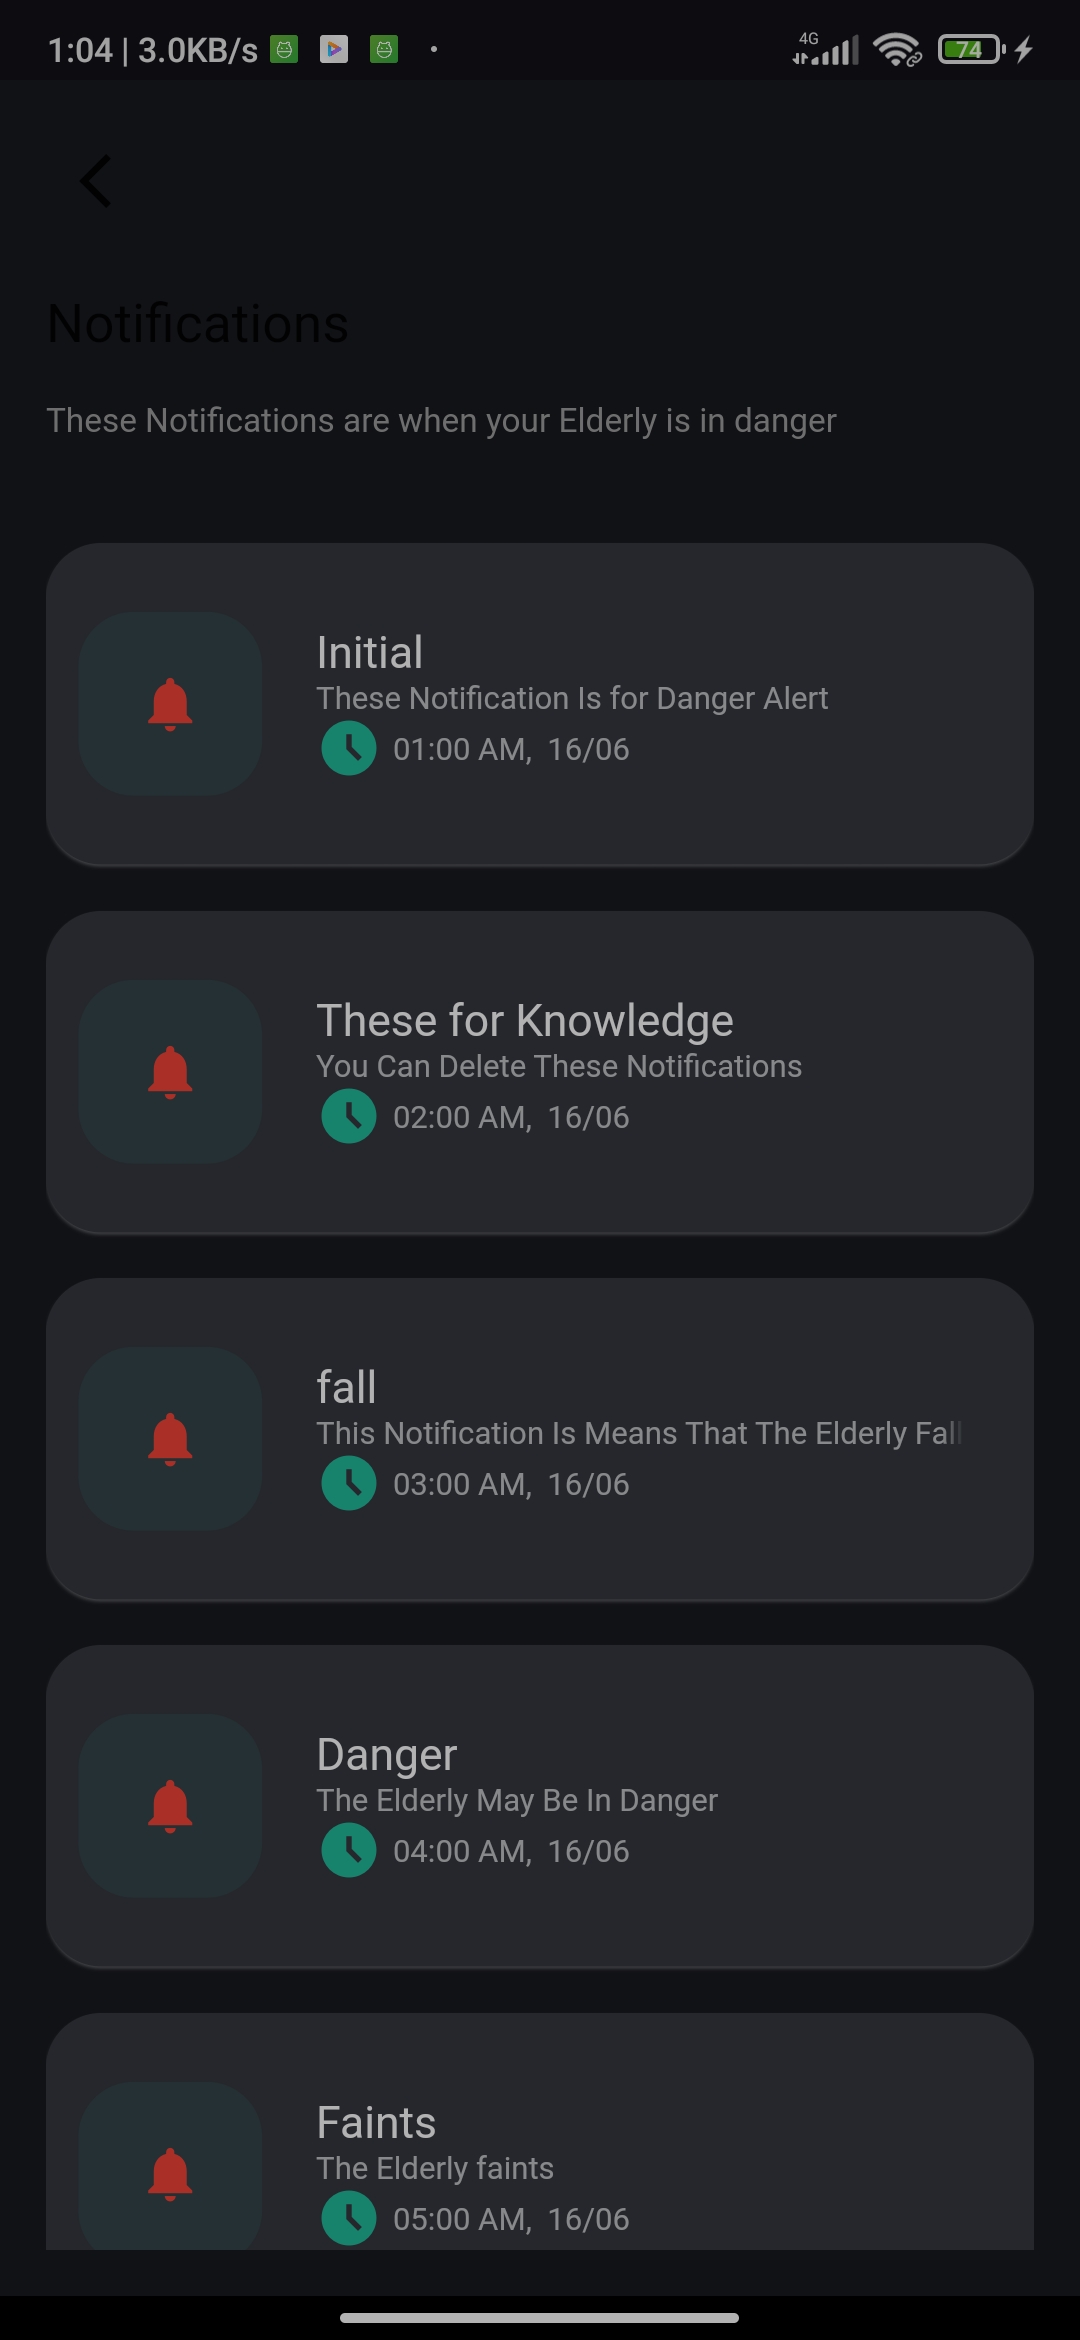 1:04 | 3.0KB/s
4G
74
Notifications
These Notifications are when your Elderly is in danger
Initial
These Notification Is for Danger Alert
01:00 AM, 16/06
These for Knowledge
You Can Delete These Notifications
02:00 AM, 16/06
fall
This Notification Is Means That The Elderly Fall
03:00 AM, 16/06
Danger
The Elderly May Be In Danger
04:00 AM, 16/06
Faints
The Elderly faints
05:00 AM, 16/06